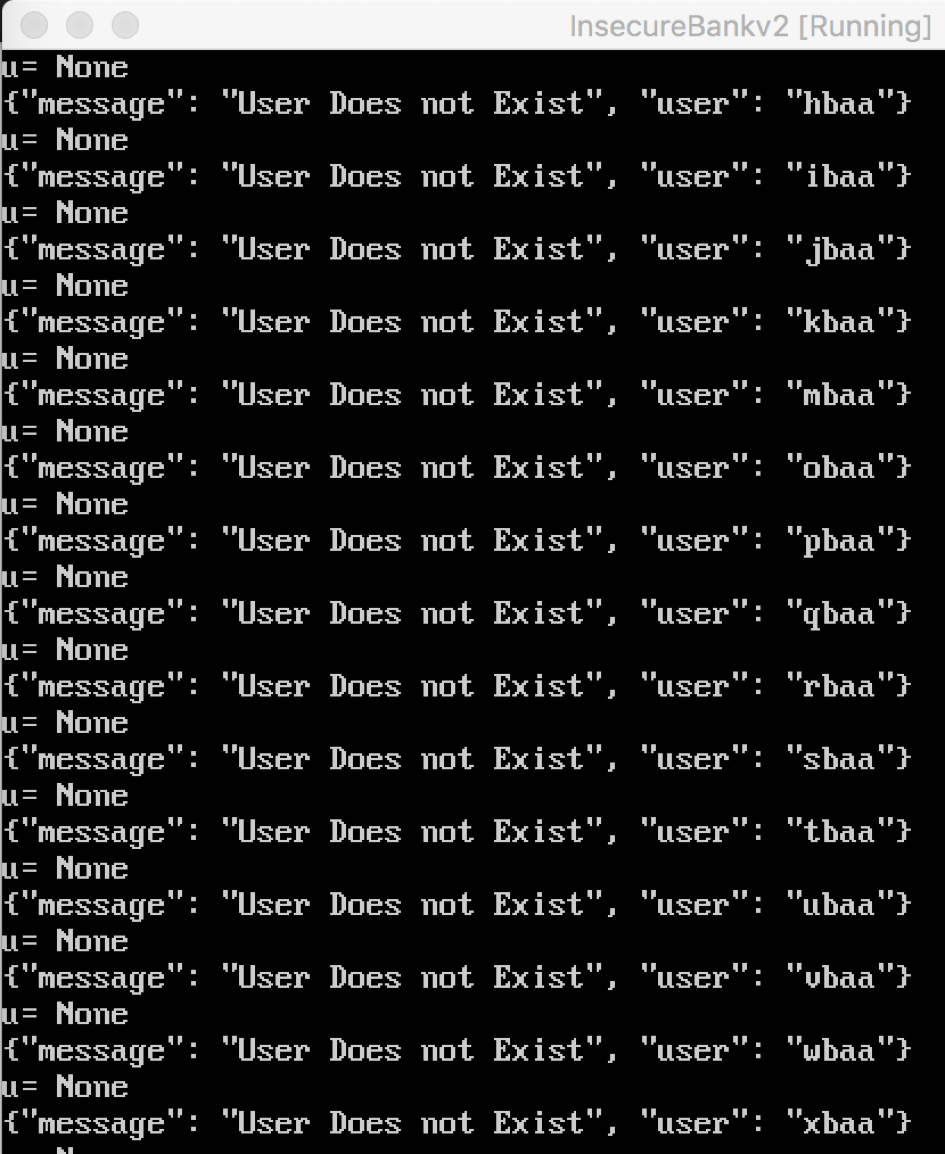 InsecureBankv2 [Running]
u= None
{"message": "User Does not Exist", "user": "hbaa"}
u= None
{"message": "User Does not Exist", "user": "ibaa"}
u= None
{"message": "User Does not Exist", "user": "jbaa"}
u= None
{"message": "User Does not Exist", "user": "kbaa"}
u= None
{"message": "User Does not Exist", "user": "mbaa"}
u= None
{"message": "User Does not Exist", "user": "obaa"}
u= None
{"message": "User Does not Exist", "user": "pbaa"}
u= None
{"message": "User Does not Exist", "user": "qbaa"}
u= None
{"message": "User Does not Exist", "user": "rbaa"}
u= None
{"message": "User Does not Exist", "user": "sbaa"}
u= None
{"message": "User Does not Exist", "user": "tbaa"}
u= None
{"message": "User Does not Exist", "user": "ubaa"}
u= None
{"message": "User Does not Exist", "user": "vbaa"}
u= None
{"message": "User Does not Exist", "user": "wbaa"}
u= None
{"message": "User Does not Exist", "user": "xbaa"}